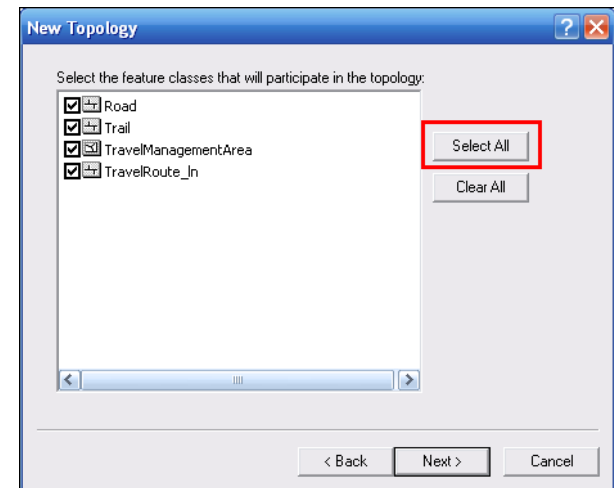 New Topology
Select the feature classes that will participate in the topology:
Road
Trail
TravelManagementArea
TravelRoute_ln
Select All
Clear All
< Back
Next >
Cancel